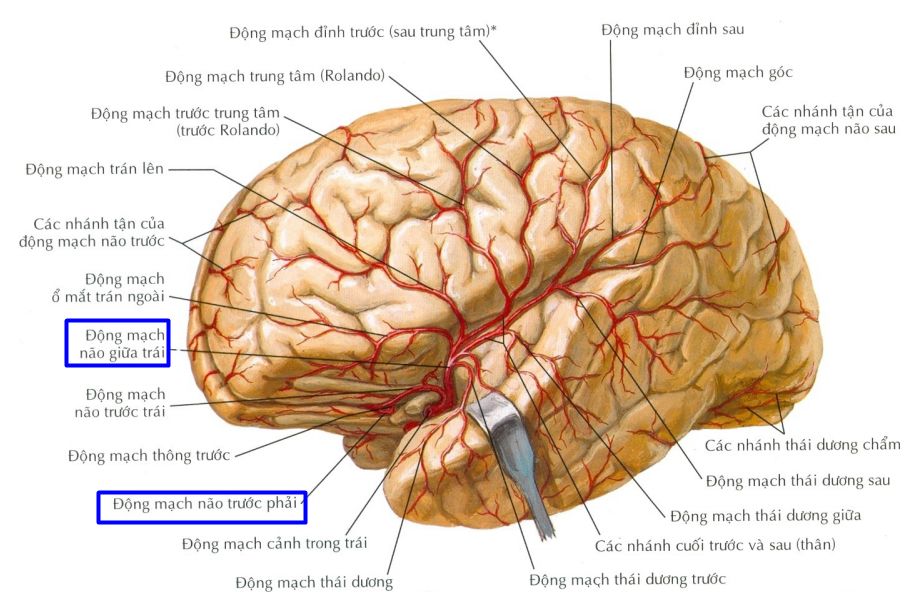 Động mạch đỉnh trước (sau trung tâm)*
Động mạch đỉnh sau
Động mạch trung tâm (Rolando)
Động mạch góc
Động mạch trước trung tâm
(trước Rolando)
Các nhánh tận của
động mạch não sau
Động mạch trán lên
Các nhánh tận của
động mạch não trước
Động mạch
ổ mắt trán ngoài
Động mạch
não giữa trái
Động mạch
não trước trái
Động mạch thông trước
Động mạch não trước phải
Động mạch cảnh trong trái
Động mạch thái dương
Các nhánh thái dương chẩm
Động mạch thái dương sau
Động mạch thái dương giữa
Các nhánh cuối trước và sau (thân)
Động mạch thái dương trước